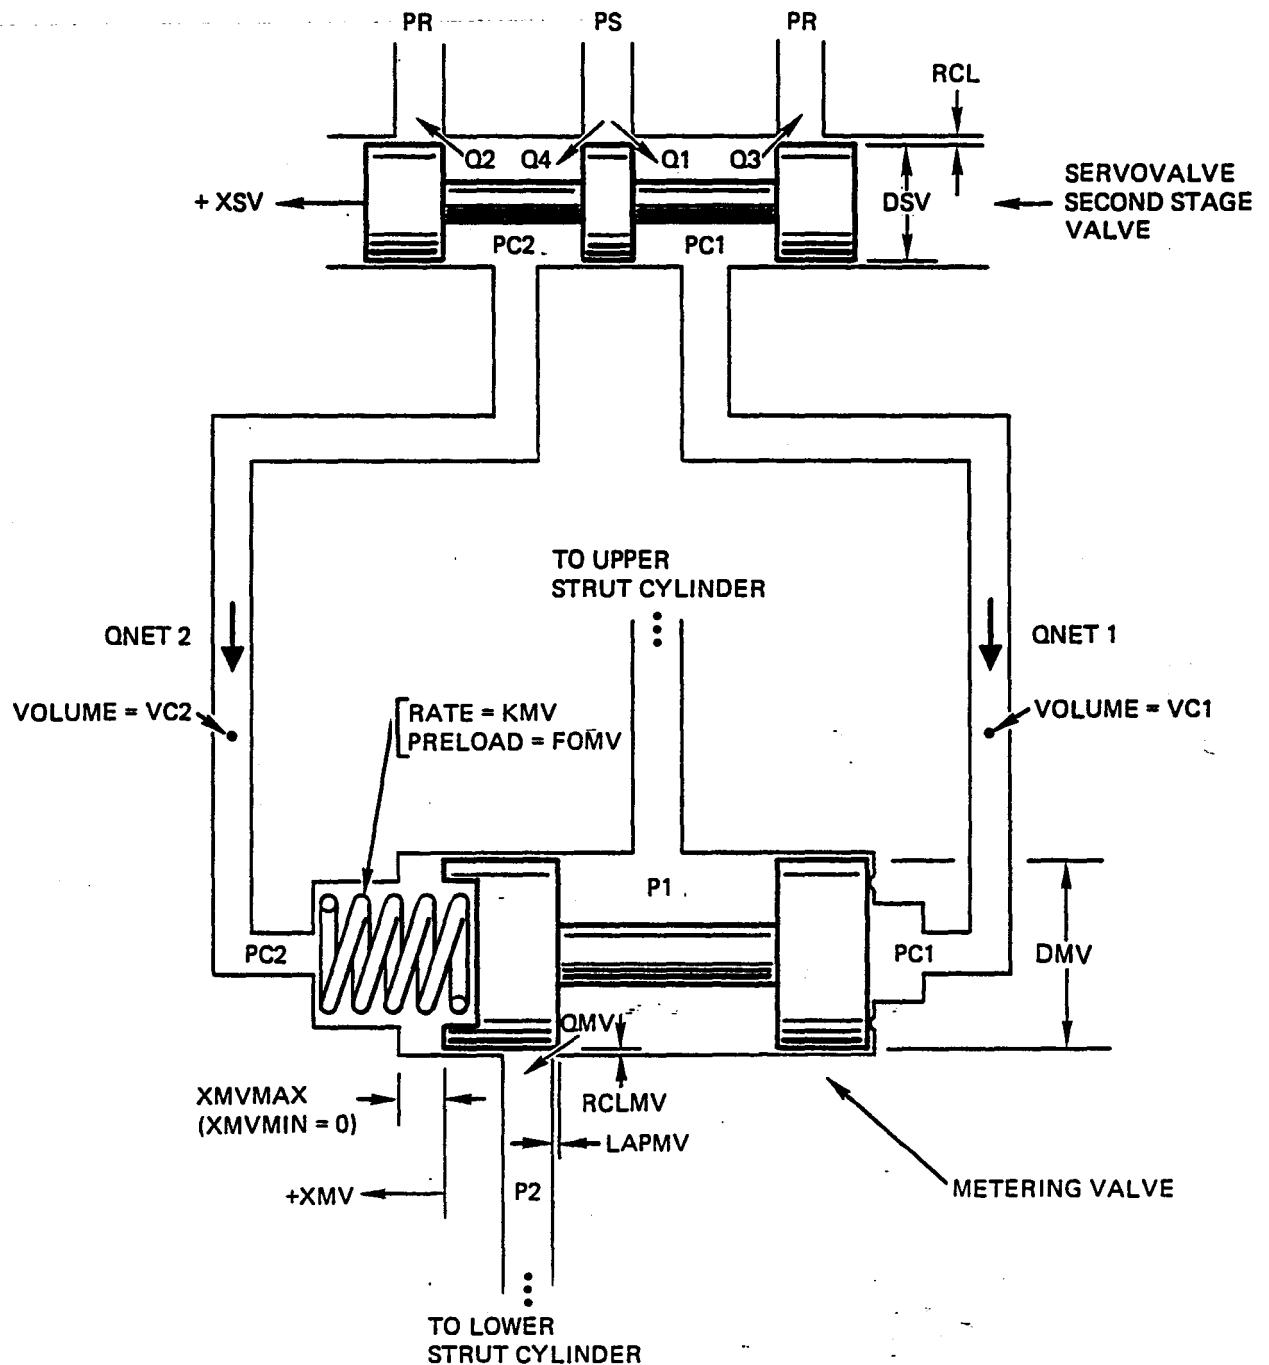 PR
PS
PR
RCL
Q2
Q4
Q1
Q3
+ XSV
DSV
SERVOVALVE
SECOND STAGE
VALVE
PC2
PC1
TO UPPER
STRUT CYLINDER
QNET 2
QNET 1
VOLUME = VC2
RATE = KMV
PRELOAD = FOMV
VOLUME = VC1
P1
PC2
PC1
DMV
QMV
XMVMAX
(XMVMIN = 0)
RCLMV
LAPMV
+XMV
P2
METERING VALVE
TO LOWER
STRUT CYLINDER